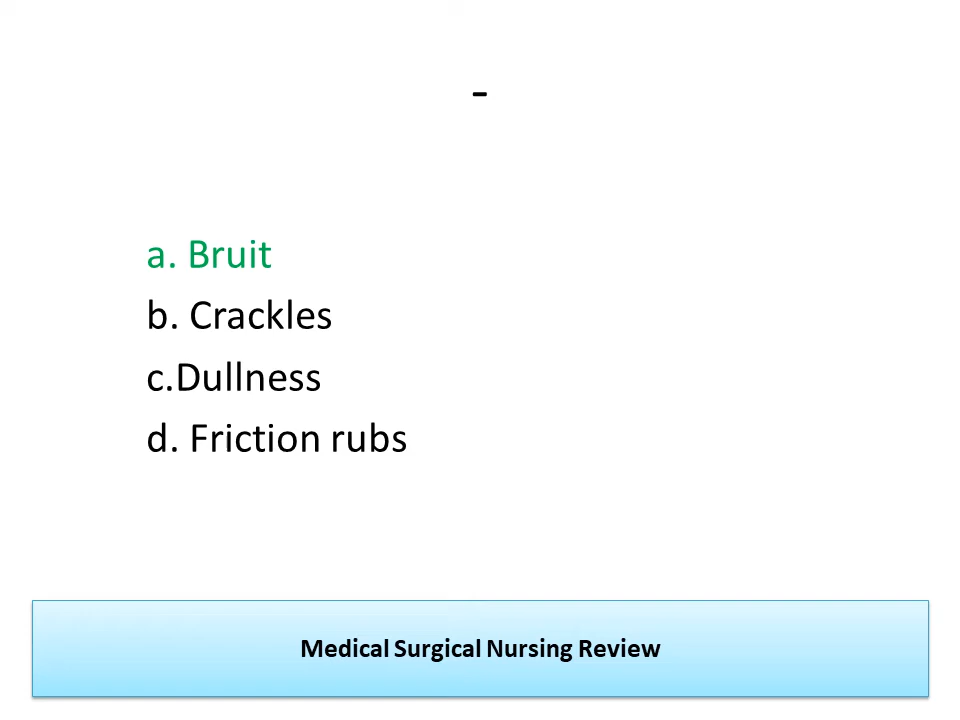 -
a. Bruit
b. Crackles
c.Dullness
d. Friction rubs
Medical Surgical Nursing Review